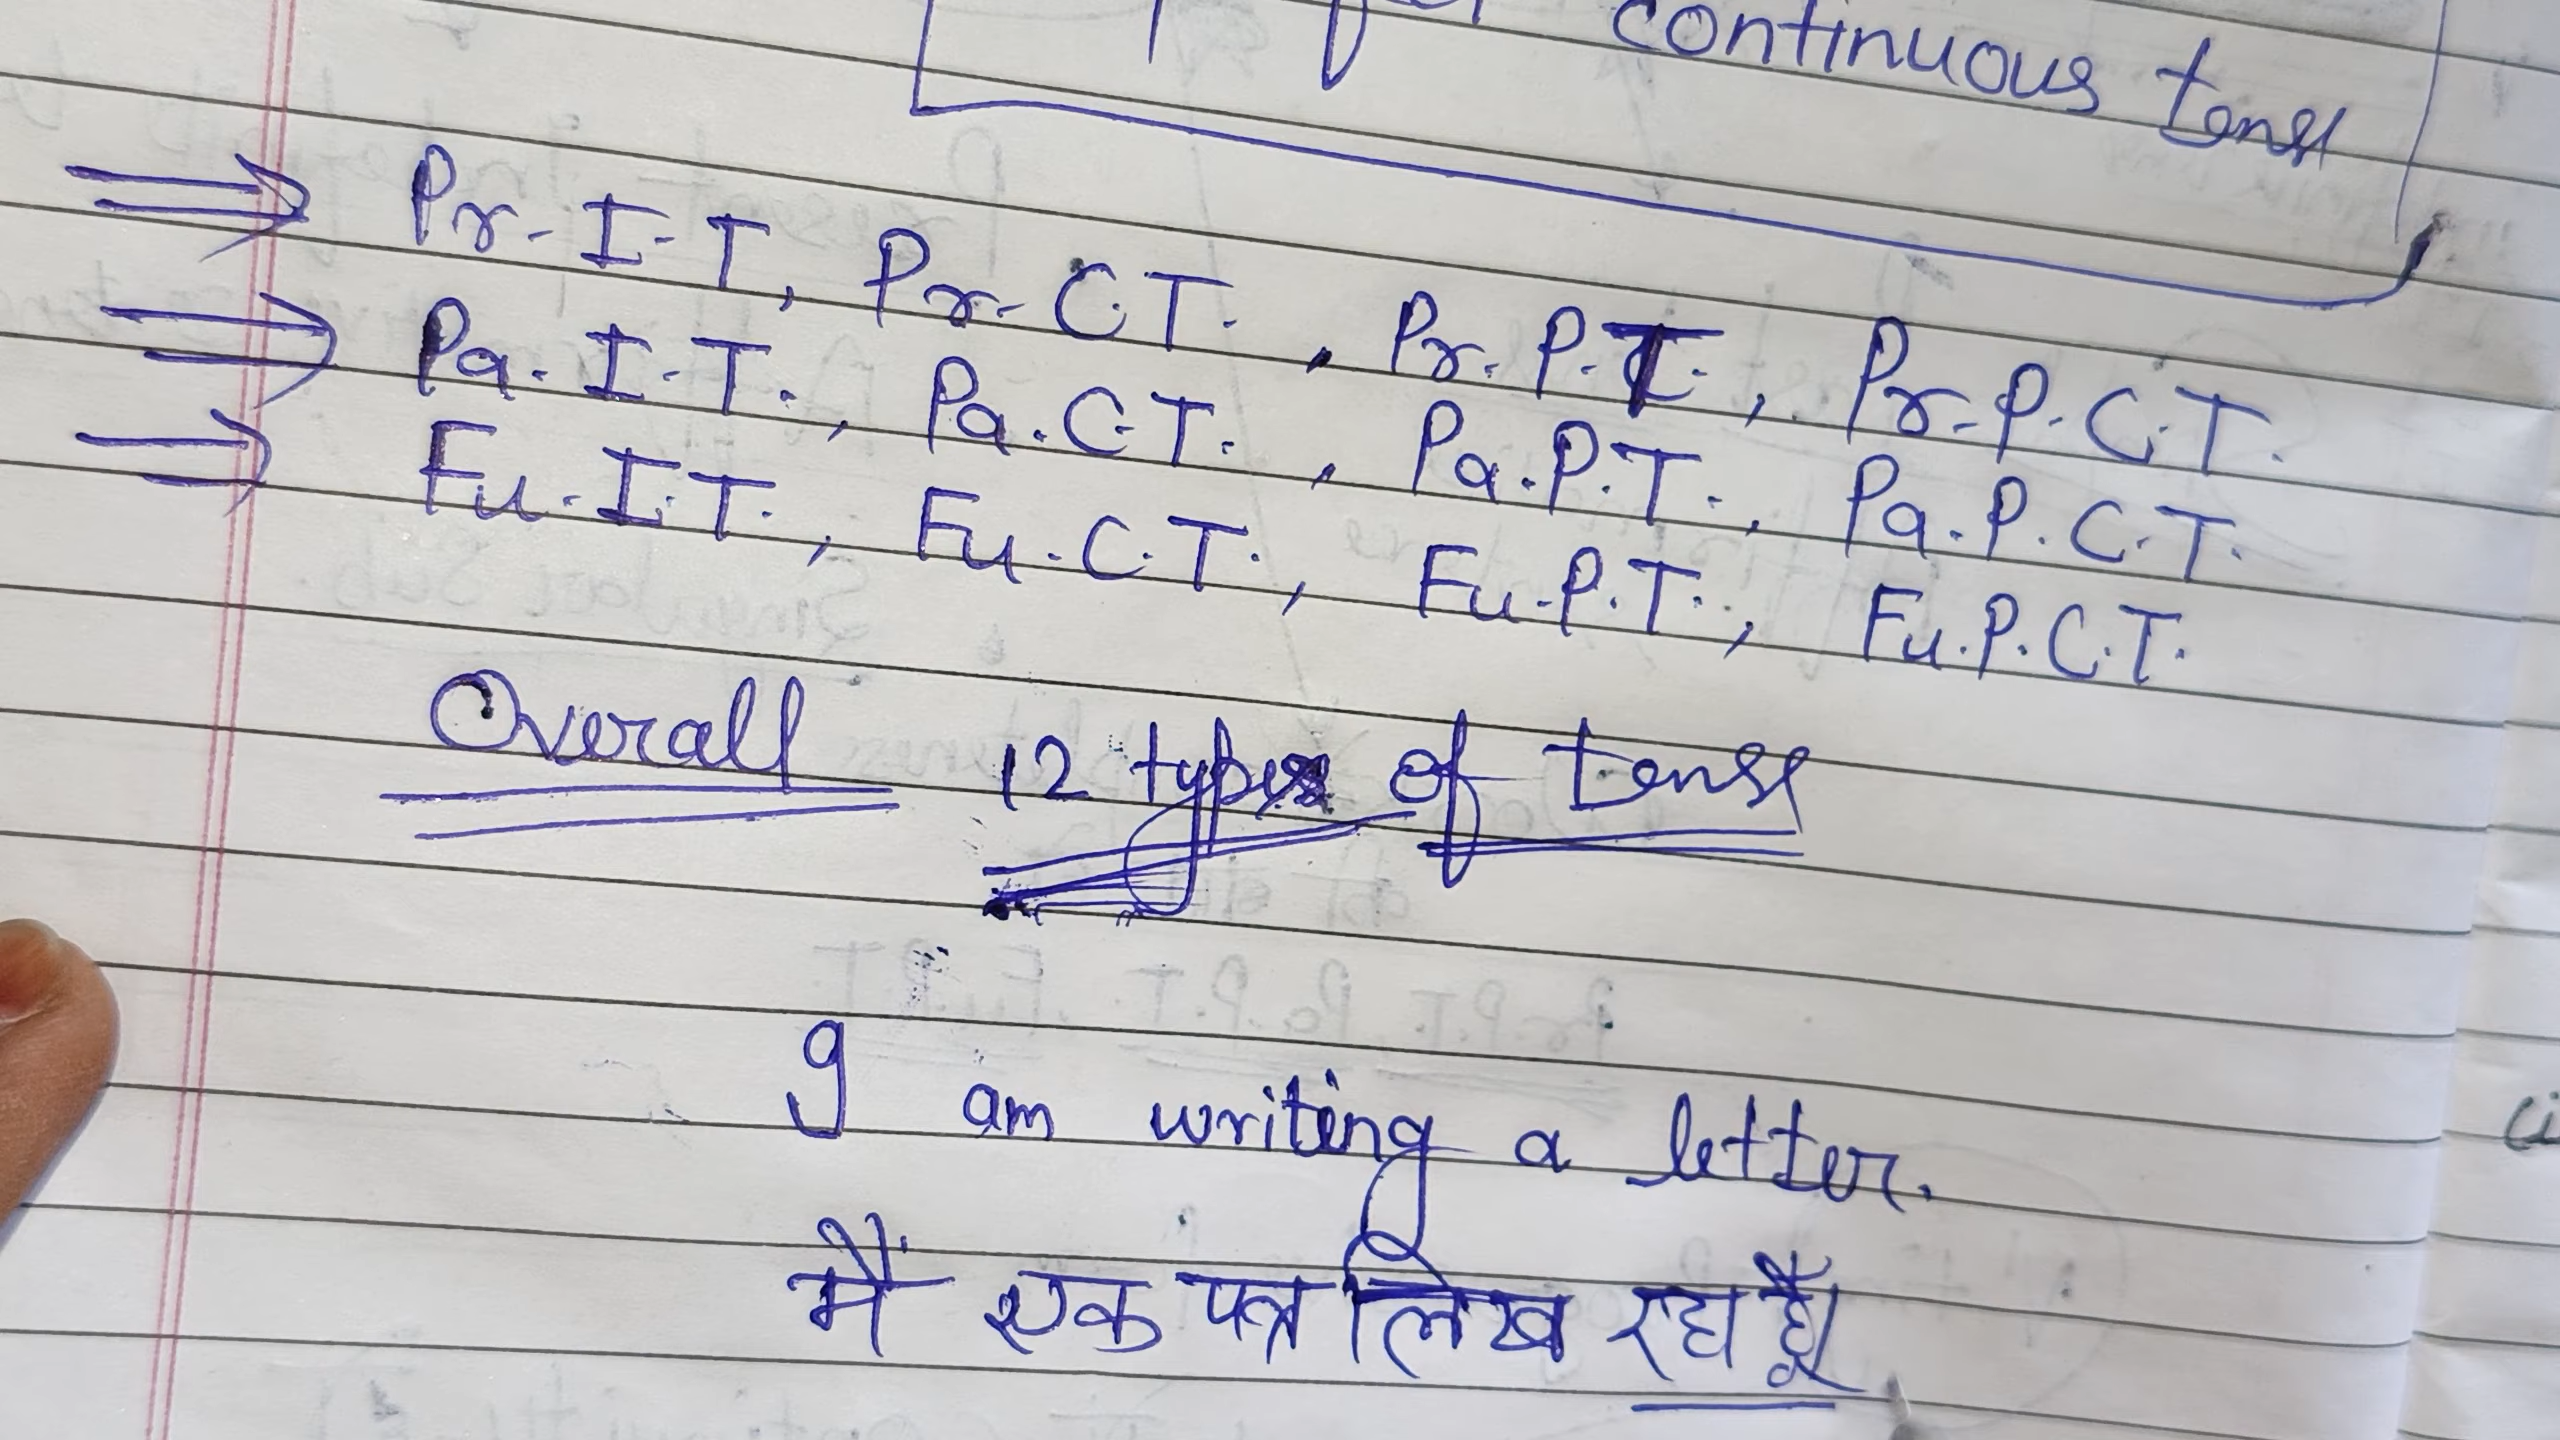 continuous tense
⇒ Pr-I-T, Pr-C.T., Pr.P.T., Pr-P.C.T.
⇒ Pa.I.T., Pa.C.T., Pa.P.T., Pa.P.C.T.
⇒ Fu.I.T., Fu.C.T., Fu.P.T., Fu.P.C.T.
Overall 12 types of tense
I am writing a letter.
मैं एक पत्र लिख रहा हूँ।